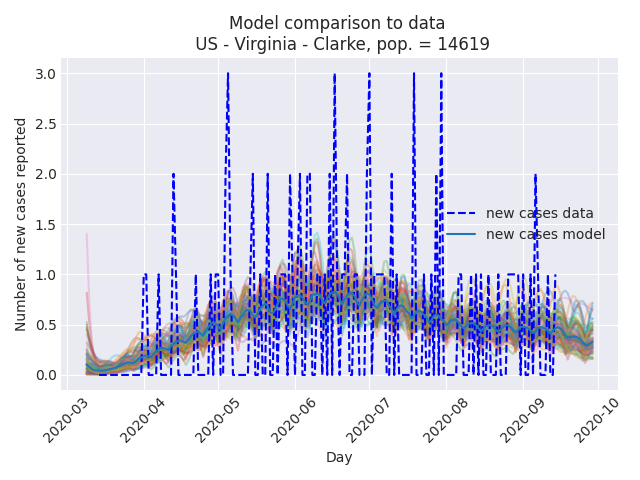 Model comparison to data
US - Virginia - Clarke, pop. = 14619
Number of new cases reported
3.0
2.5
2.0
1.5
1.0
0.5
0.0
new cases data
new cases model
2020-03
2020-04
2020-05
2020-06
2020-07
2020-08
2020-09
2020-10
Day